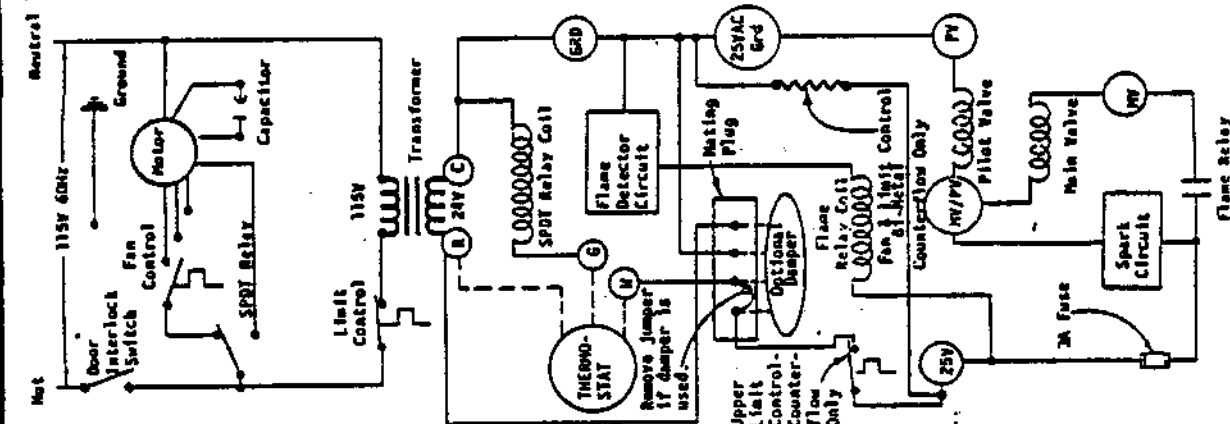 Neutral
115V 60Hz
Hot
Ground
Capacitor
Motor
Fan
Control
SPDT Relay
Door
Interlock
Switch
115V
Transformer
24V
Limit
Control
C
R
SPDT Relay Coil
G
W
THERMO-
STAT
GRD
25VAC
Grd
PV
Flame
Detector
Circuit
Mating
Plug
Optional
Damper
Remove jumper
if damper is
used.
Upper
Limit
Control-
Counter-
Flow
Only
Flame
Relay Coil
Fan & Limit Control
Bi-Metal
Counterflow Only
Pilot Valve
MV/PV
Main Valve
MV
25V
3A Fuse
Spark
Circuit
Flame Relay